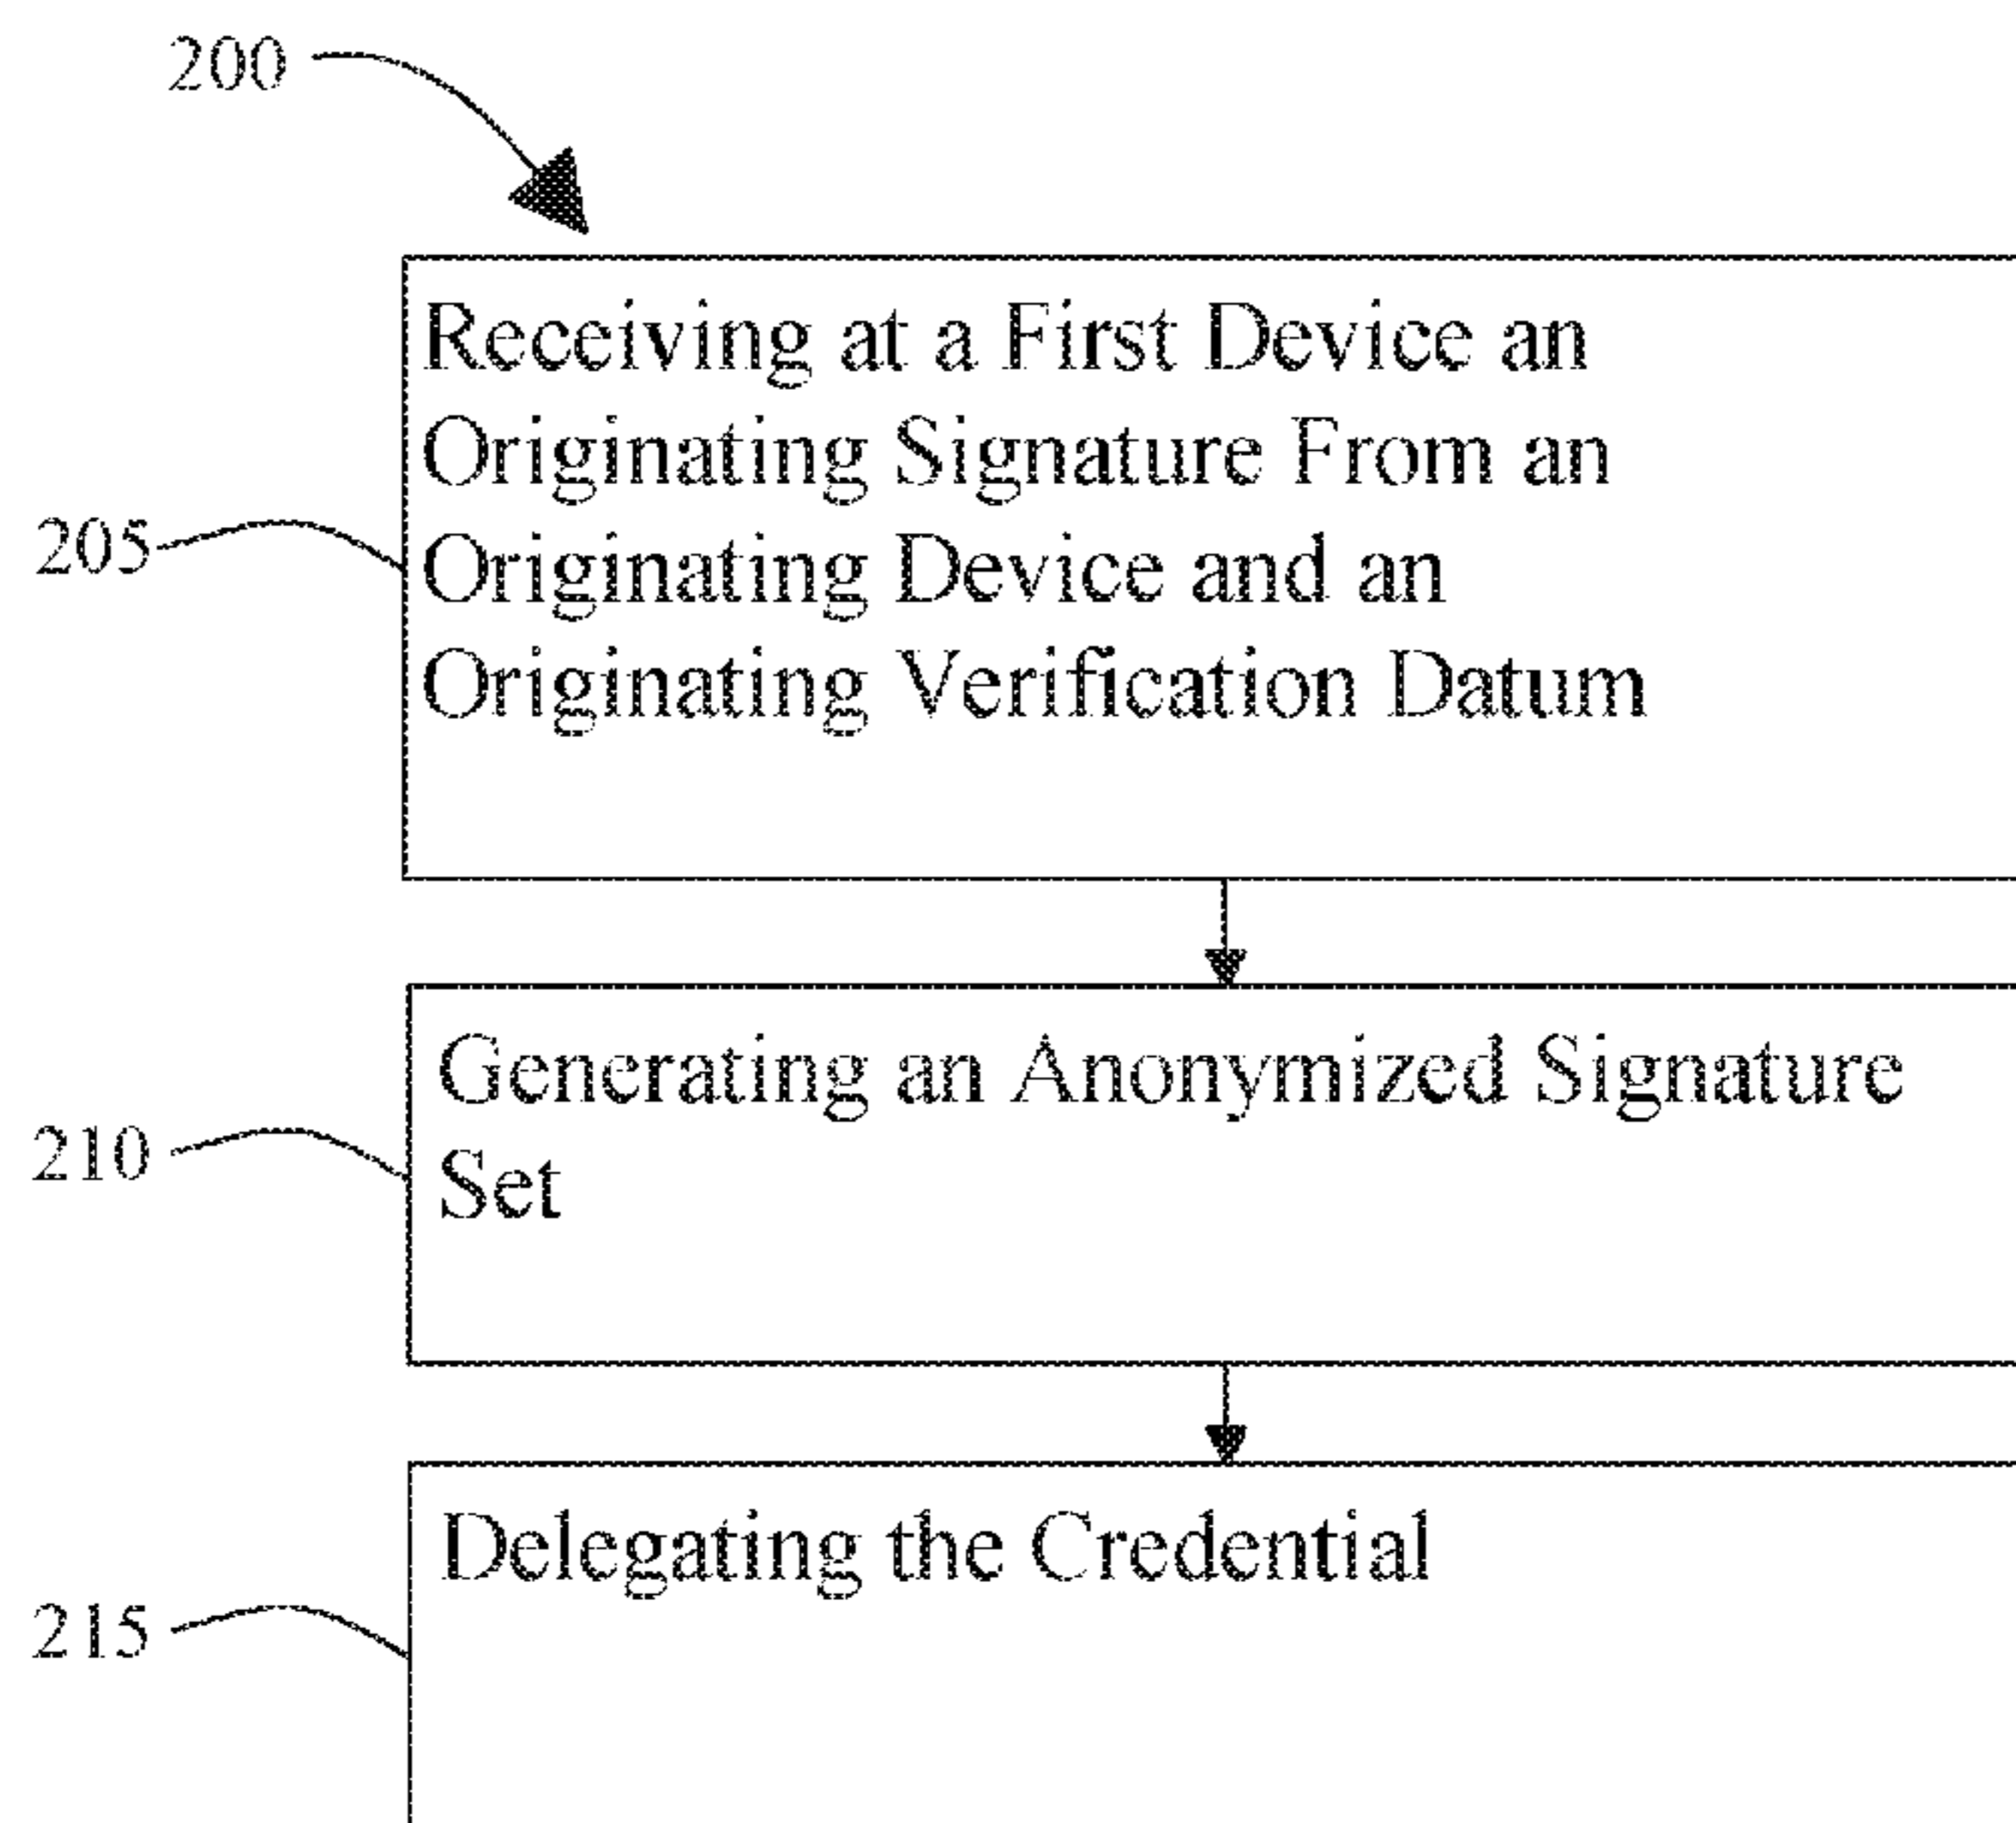 200
Receiving at a First Device an
Originating Signature From an
205
Originating Device and an
Originating Verification Datum
Generating an Anonymized Signature
210
Set
Delegating the Credential
215